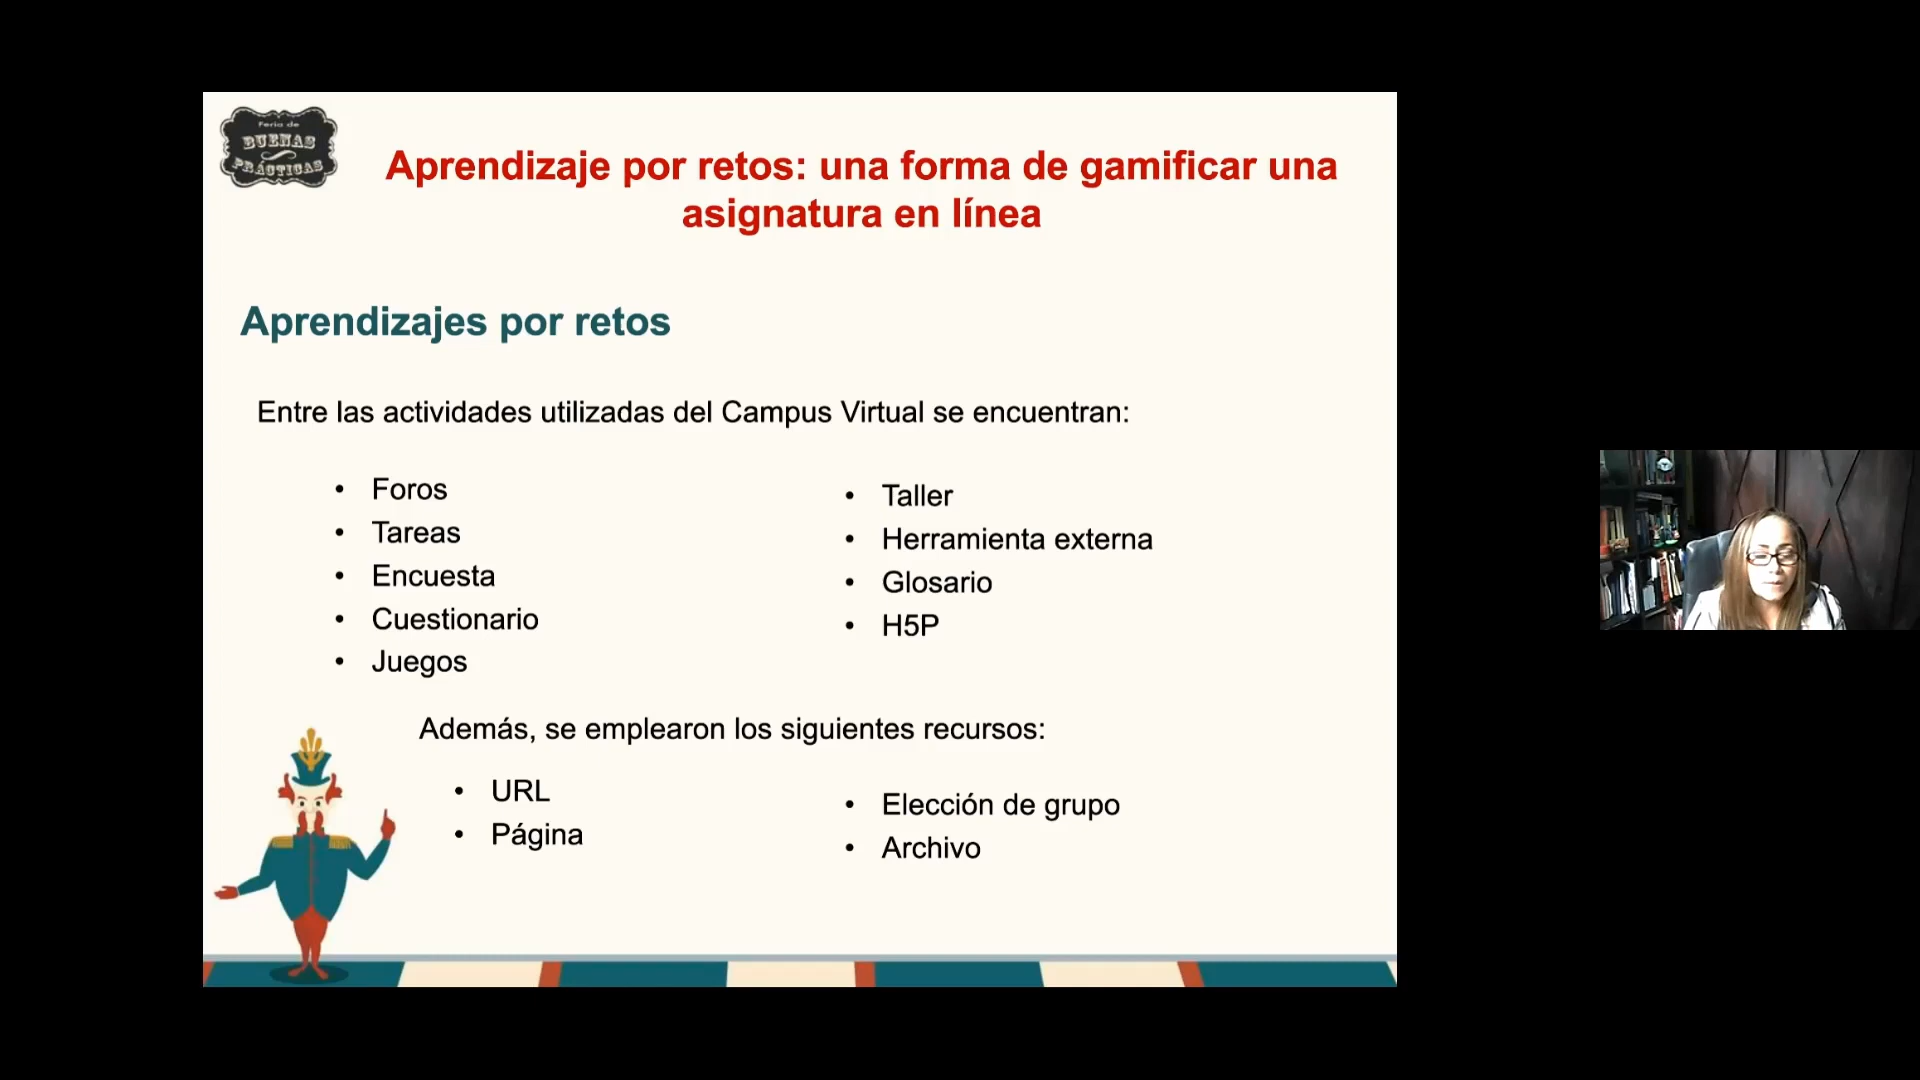 Feria de
BUENAS
PRÁCTICAS
Aprendizaje por retos: una forma de gamificar una
asignatura en línea
Aprendizajes por retos
Entre las actividades utilizadas del Campus Virtual se encuentran:
• Foros
• Tareas
• Encuesta
• Cuestionario
• Juegos
• Taller
• Herramienta externa
• Glosario
• H5P
Además, se emplearon los siguientes recursos:
• URL
• Página
• Elección de grupo
• Archivo